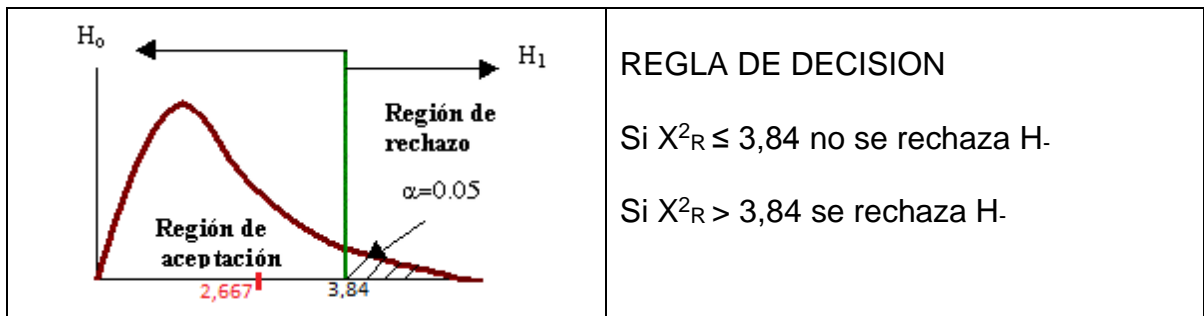 H₀
H₁
Región de
rechazo
α=0.05
Región de
aceptación
2,667
3,84
REGLA DE DECISION
Si X²R ≤ 3,84 no se rechaza H-
Si X²R > 3,84 se rechaza H-